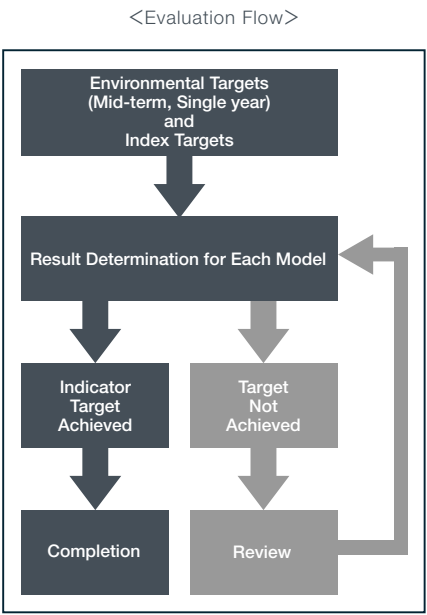 <Evaluation Flow>
Environmental Targets
(Mid-term, Single year)
and
Index Targets
Result Determination for Each Model
Indicator
Target
Achieved
Target
Not
Achieved
Completion
Review